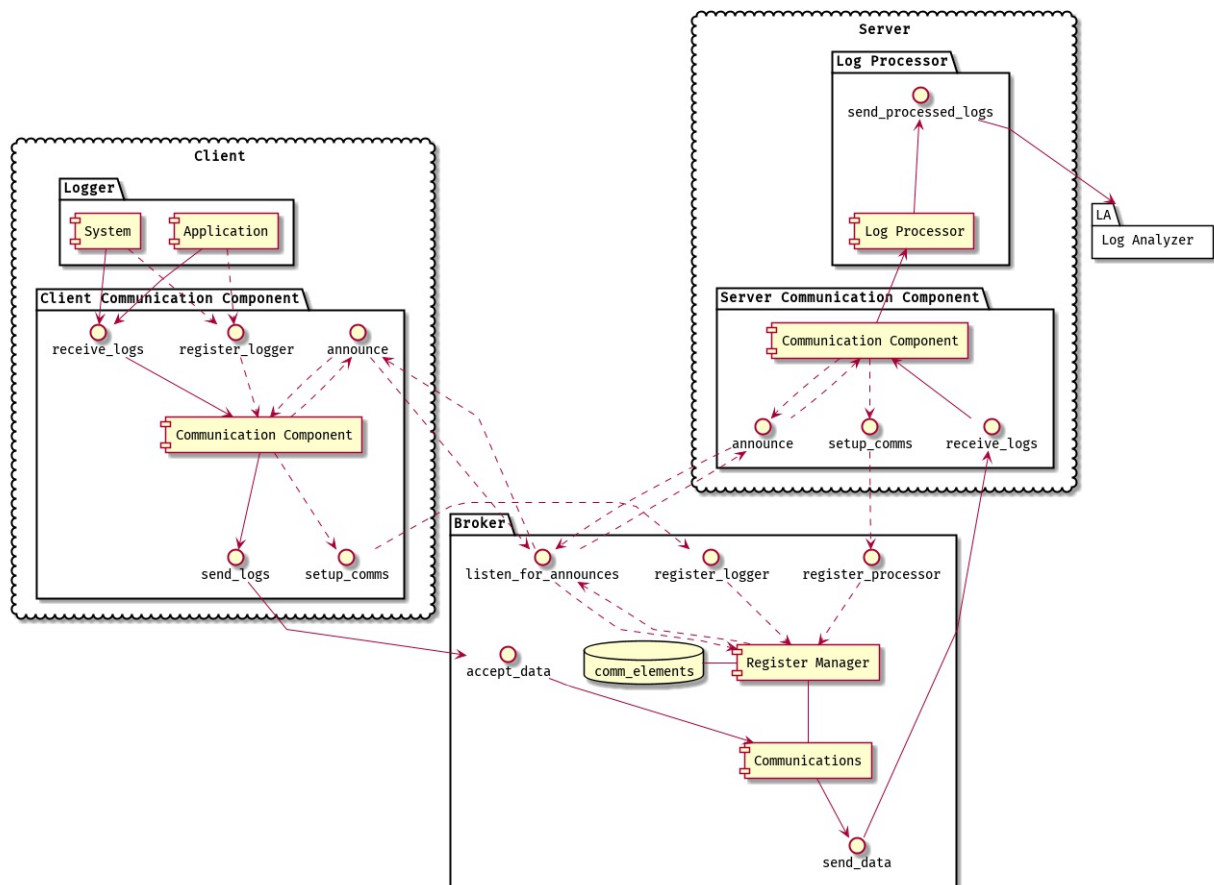 Server
Log Processor
send_processed_logs
Log Processor
LA
Log Analyzer
Server Communication Component
Communication Component
announce
setup_comms
receive_logs
Client
Logger
System
Application
Client Communication Component
receive_logs
register_logger
announce
Communication Component
send_logs
setup_comms
Broker
listen_for_announces
register_logger
register_processor
accept_data
comm_elements
Register Manager
Communications
send_data